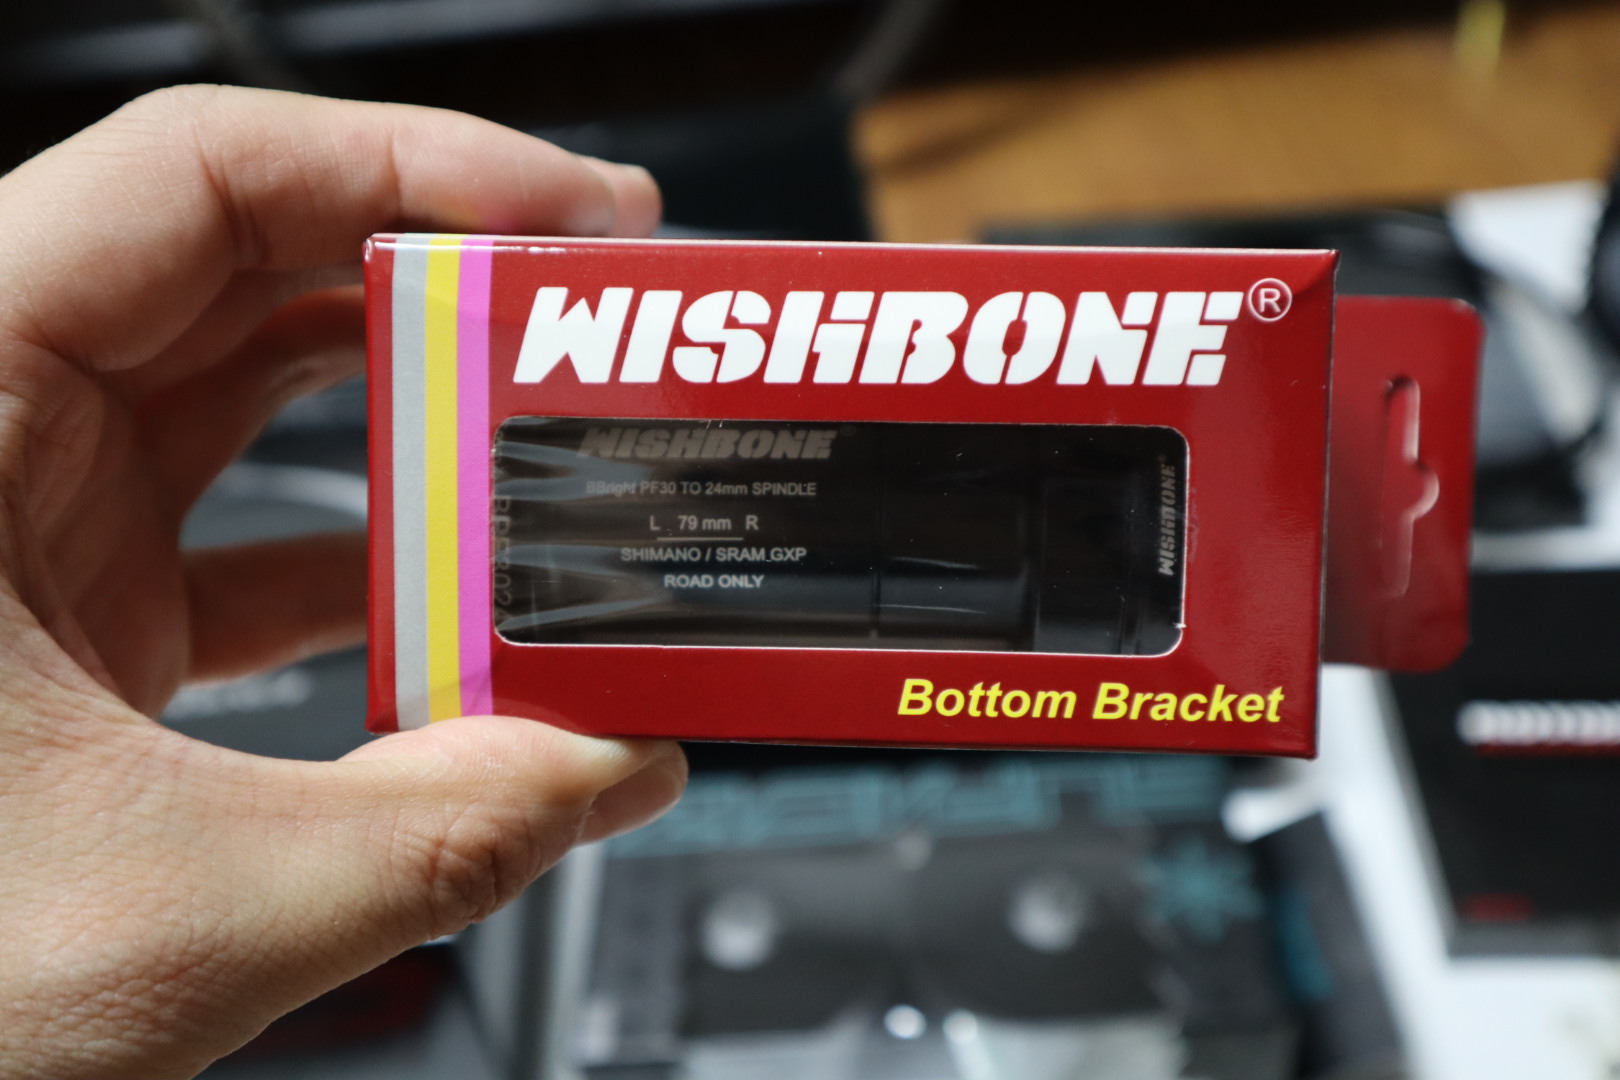 WISHBONE®
WISHBONE
BBright PF30 TO 24mm SPINDLE
L 79 mm R
SHIMANO / SRAM GXP
ROAD ONLY
WISHBONE®
Bottom Bracket